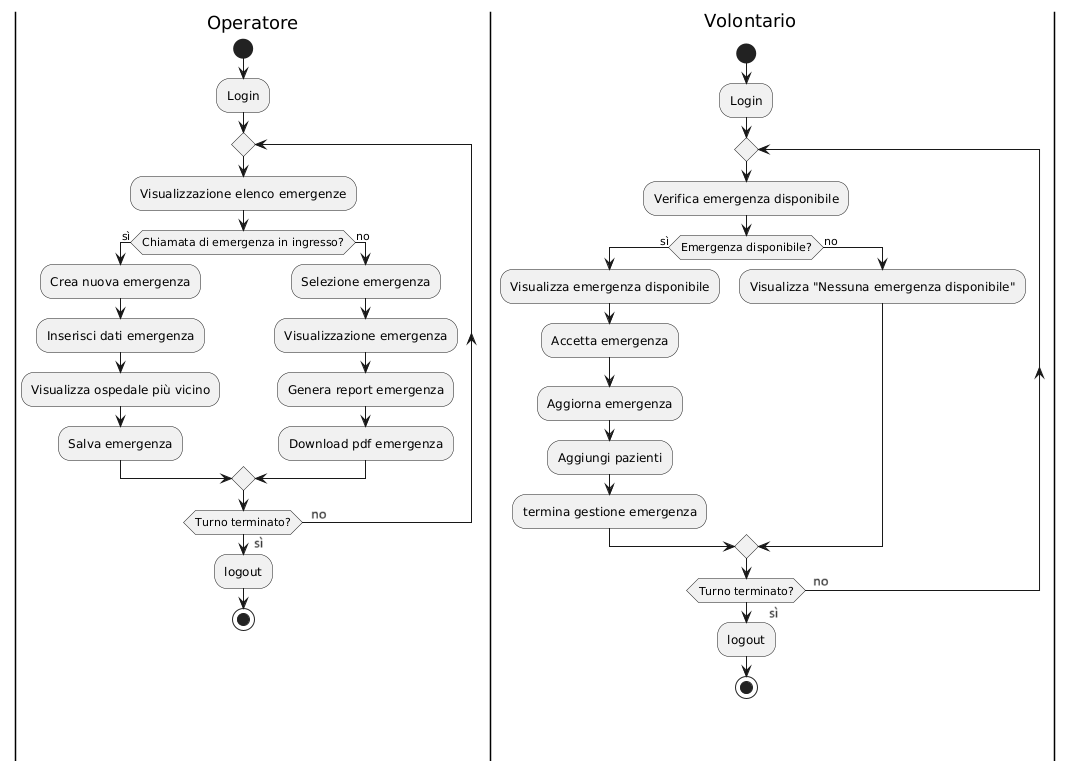 Operatore
Login
Visualizzazione elenco emergenze
Chiamata di emergenza in ingresso?
sì
no
Crea nuova emergenza
Inserisci dati emergenza
Visualizza ospedale più vicino
Salva emergenza
Selezione emergenza
Visualizzazione emergenza
Genera report emergenza
Download pdf emergenza
Turno terminato?
no
sì
logout
Volontario
Login
Verifica emergenza disponibile
Emergenza disponibile?
sì
no
Visualizza emergenza disponibile
Accetta emergenza
Aggiorna emergenza
Aggiungi pazienti
termina gestione emergenza
Visualizza "Nessuna emergenza disponibile"
Turno terminato?
no
sì
logout